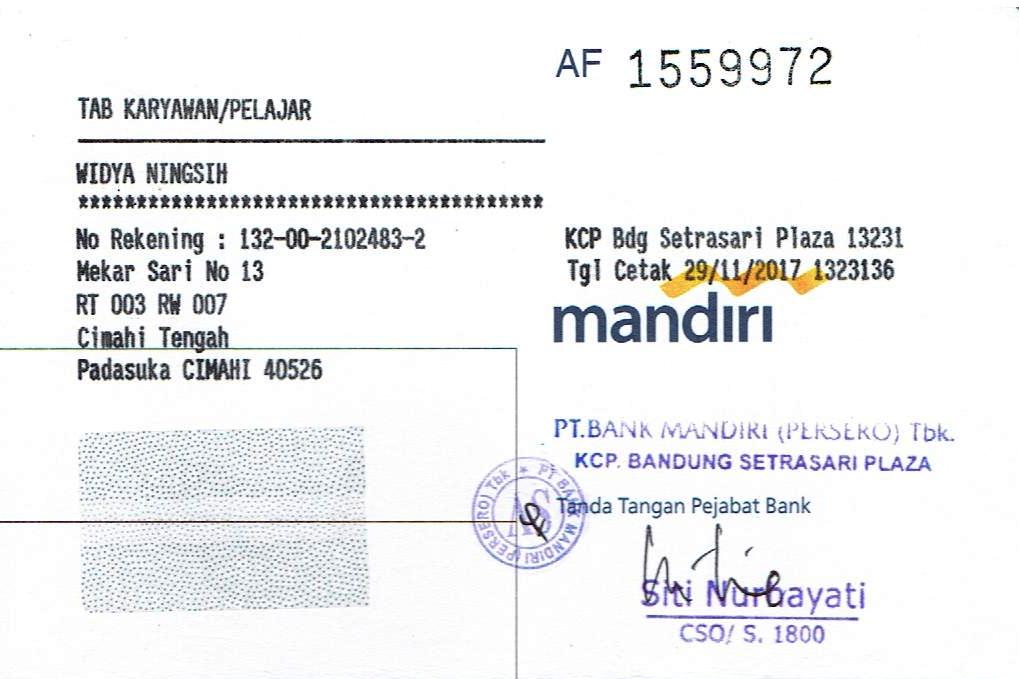 AF 1559972
TAB KARYAWAN/PELAJAR
WIDYA NINGSIH
******************************************
No Rekening : 132-00-2102483-2
Mekar Sari No 13
RT 003 RW 007
Cimahi Tengah
Padasuka CIMAHI 40526
KCP Bdg Setrasari Plaza 13231
Tgl Cetak 29/11/2017 1323136
mandırı
PT.BANK MANDIRI (PERSERO) Tbk.
KCP. BANDUNG SETRASARI PLAZA
PT BANK MANDIRI (PERSERO) Tbk
AS
Tanda Tangan Pejabat Bank
Siti Nurbayati
CSO/ S. 1800